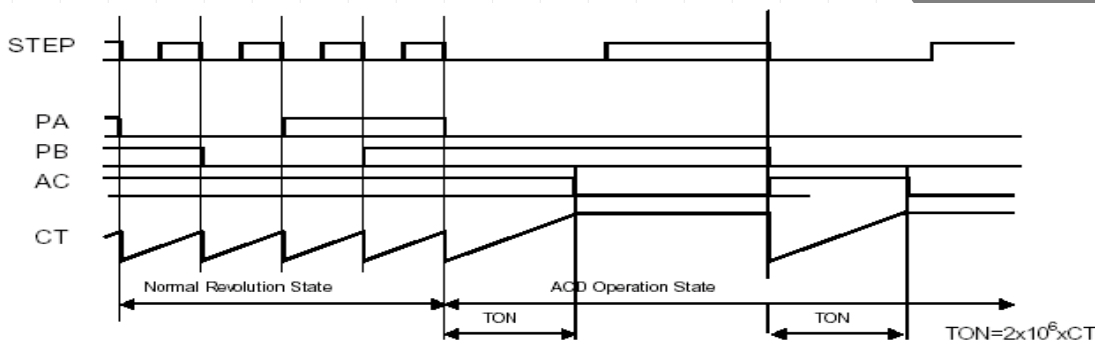 STEP
PA
PB
AC
CT
Normal Revolution State
ACD Operation State
TON
TON
TON=2x10⁶xCT